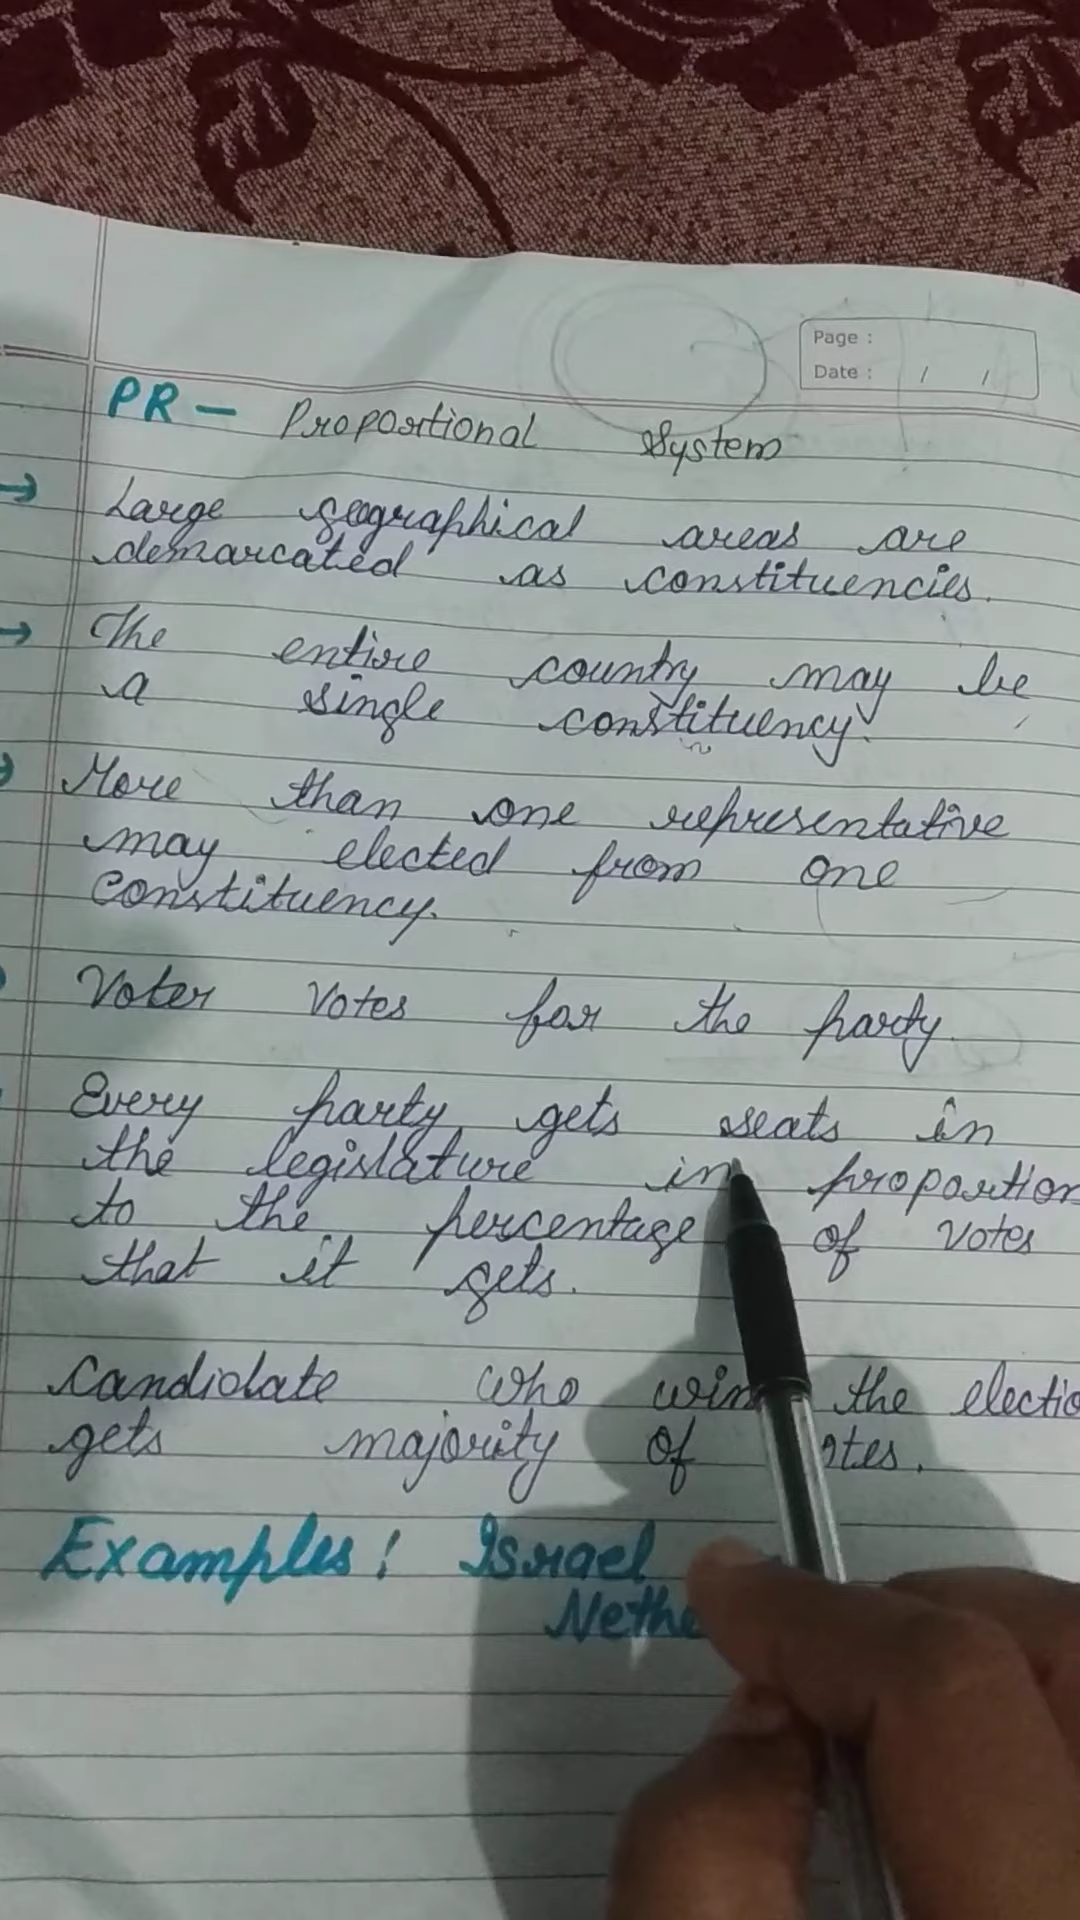 Page :
Date : / /
PR - Proportional System
→ Large geographical areas are
demarcated as constituencies.
→ The entire country may be
a single constituency.
→ More than one representative
may elected from one
Constituency.
Voter Votes for the party.
Every party gets seats in
the legislature in proportion
to the percentage of votes
that it gets.
Candidate who win the electio
gets majority of
Examples: Israel